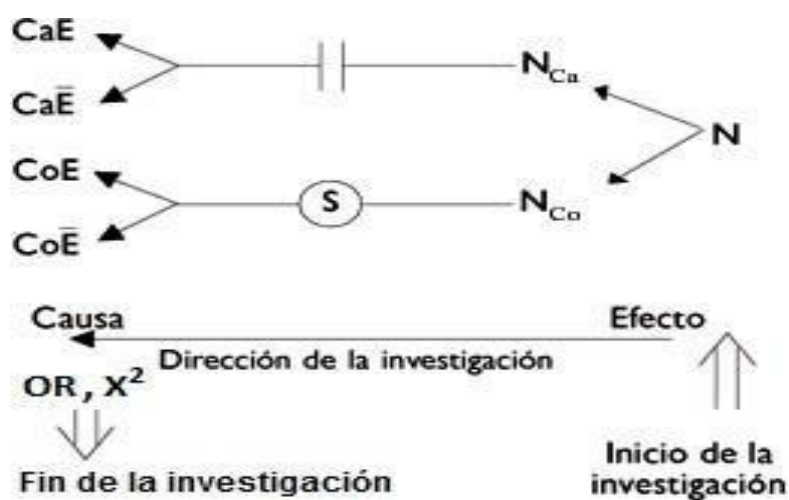 CaE
N_Ca
CaĒ
N
CoE
S
N_Co
CoĒ
Causa
Efecto
Dirección de la investigación
OR, X²
Fin de la investigación
Inicio de la
investigación